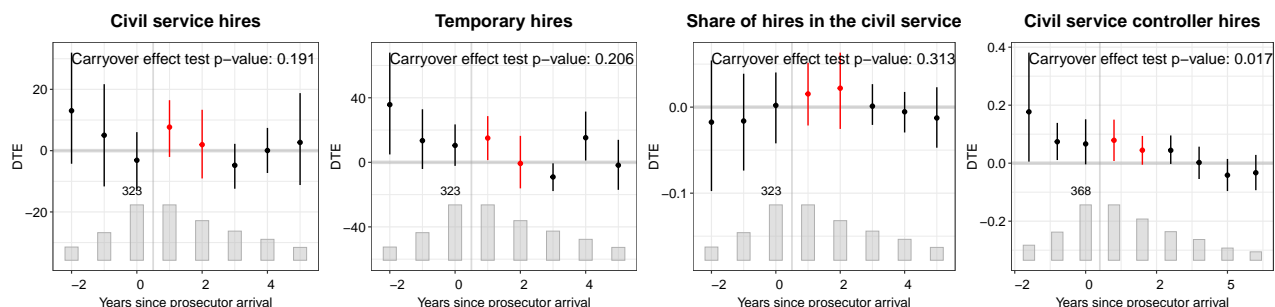 Civil service hires
Carryover effect test p−value: 0.191
DTE
20
0
−20
323
−2 0 2 4
Years since prosecutor arrival
Temporary hires
Carryover effect test p−value: 0.206
DTE
40
0
−40
323
−2 0 2 4
Years since prosecutor arrival
Share of hires in the civil service
Carryover effect test p−value: 0.313
DTE
0.0
−0.1
323
−2 0 2 4
Years since prosecutor arrival
Civil service controller hires
Carryover effect test p−value: 0.017
DTE
0.4
0.2
0.0
−0.2
368
−2 0 2 5
Years since prosecutor arrival